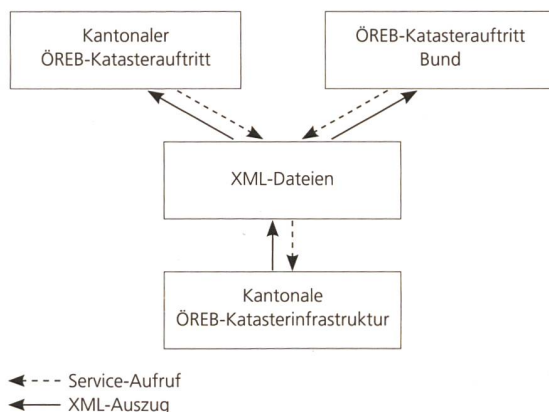 Kantonaler
ÖREB-Katasterauftritt
ÖREB-Katasterauftritt
Bund
XML-Dateien
Kantonale
ÖREB-Katasterinfrastruktur
Service-Aufruf
XML-Auszug